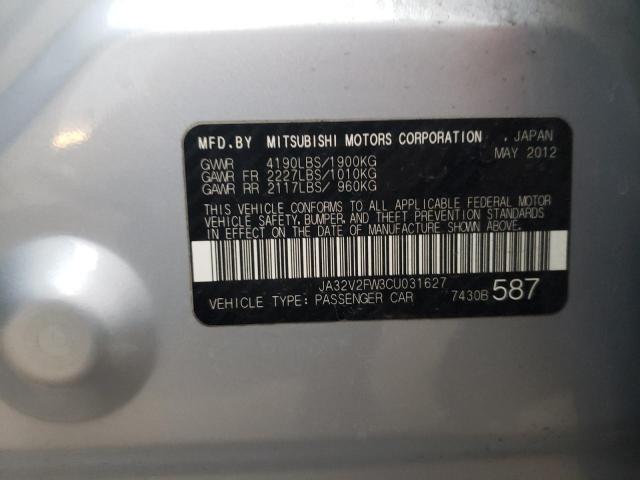 MFD.BY MITSUBISHI MOTORS CORPORATION , JAPAN
GVWR 4190LBS/1900KG MAY 2012
GAWR FR 2227LBS/1010KG
GAWR RR 2117LBS/ 960KG
THIS VEHICLE CONFORMS TO ALL APPLICABLE FEDERAL MOTOR
VEHICLE SAFETY, BUMPER, AND THEFT PREVENTION STANDARDS
IN EFFECT ON THE DATE OF MANUFACTURE SHOWN ABOVE.
JA32V2FW3CU031627
VEHICLE TYPE: PASSENGER CAR 7430B 587